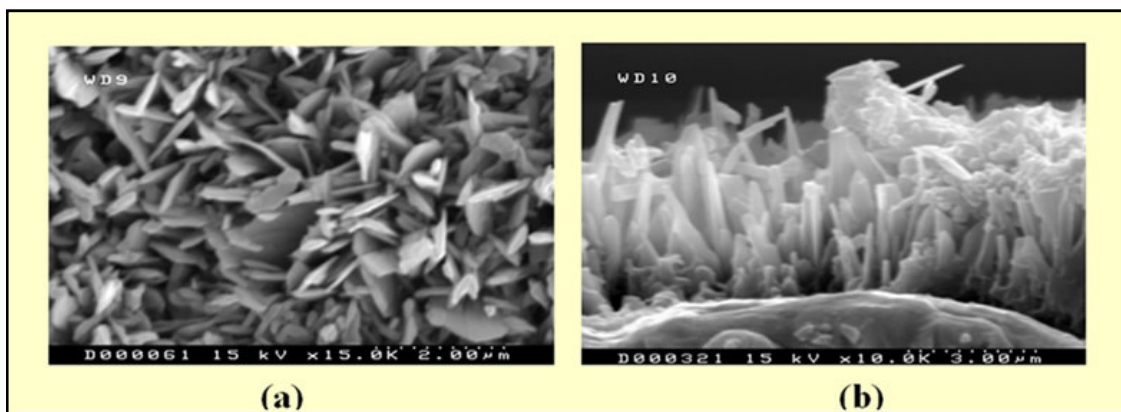 WD9
D000061 15 kV x15.0K 2.00µm
(a)
WD10
D000321 15 kV x10.0K 3.00µm
(b)